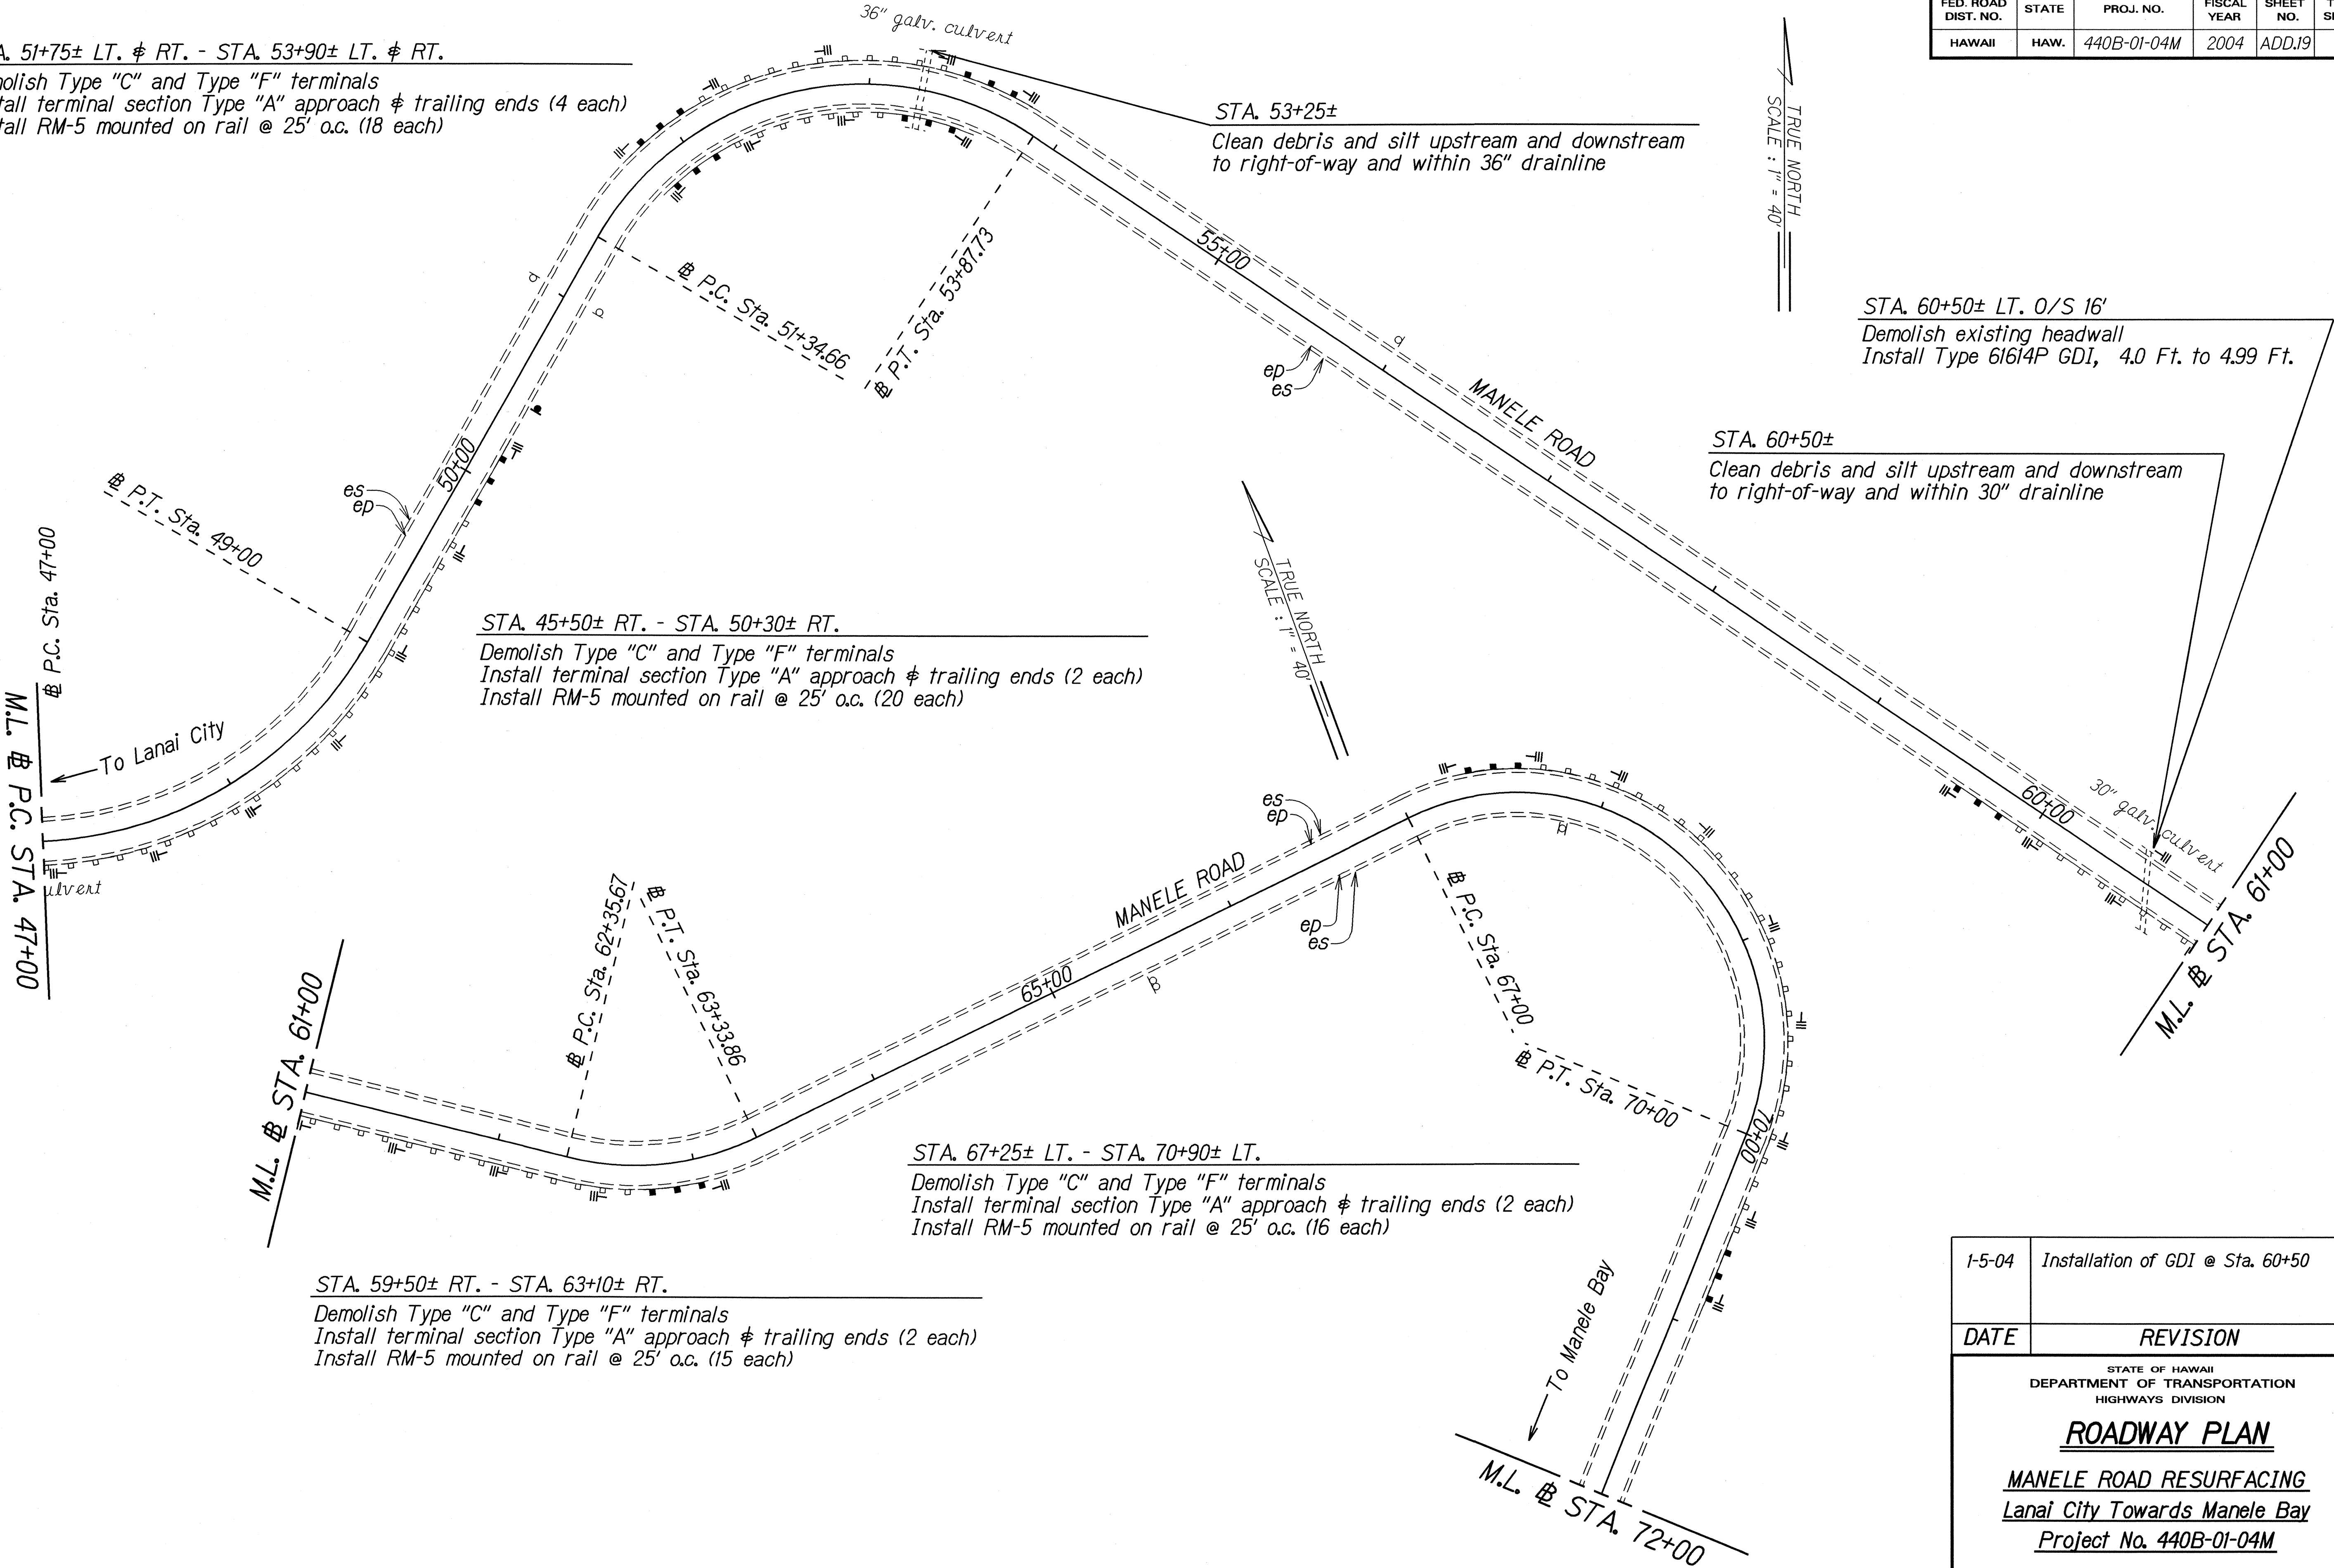 A. 51+75± LT. & RT. - STA. 53+90± LT. & RT.
molish Type "C" and Type "F" terminals
tall terminal section Type "A" approach & trailing ends (4 each)
tall RM-5 mounted on rail @ 25' o.c. (18 each)
36" galv. culvert
FED. ROAD DIST. NO.
STATE
PROJ. NO.
FISCAL YEAR
SHEET NO.
HAWAII
HAW.
440B-01-04M
2004
ADD.19
STA. 53+25±
Clean debris and silt upstream and downstream
to right-of-way and within 36" drainline
TRUE NORTH
SCALE : 1" = 40'
55+00
d
p
d
℄ P.C. Sta. 51+34.66
℄ P.T. Sta. 53+87.73
ep
es
MANELE ROAD
STA. 60+50± LT. O/S 16'
Demolish existing headwall
Install Type 61614P GDI, 4.0 Ft. to 4.99 Ft.
STA. 60+50±
Clean debris and silt upstream and downstream
to right-of-way and within 30" drainline
50+00
es
ep
℄ P.T. Sta. 49+00
℄ P.C. Sta. 47+00
M.L. ℄ P.C. STA. 47+00
To Lanai City
ulvert
STA. 45+50± RT. - STA. 50+30± RT.
Demolish Type "C" and Type "F" terminals
Install terminal section Type "A" approach & trailing ends (2 each)
Install RM-5 mounted on rail @ 25' o.c. (20 each)
TRUE NORTH
SCALE : 1" = 40'
60+00
30" galv. culvert
M.L. ℄ STA. 61+00
es
ep
MANELE ROAD
ep
es
65+00
℄ P.C. Sta. 62+35.67
℄ P.T. Sta. 63+33.86
℄ P.C. Sta. 67+00
℄ P.T. Sta. 70+00
70+00
M.L. ℄ STA. 61+00
STA. 67+25± LT. - STA. 70+90± LT.
Demolish Type "C" and Type "F" terminals
Install terminal section Type "A" approach & trailing ends (2 each)
Install RM-5 mounted on rail @ 25' o.c. (16 each)
STA. 59+50± RT. - STA. 63+10± RT.
Demolish Type "C" and Type "F" terminals
Install terminal section Type "A" approach & trailing ends (2 each)
Install RM-5 mounted on rail @ 25' o.c. (15 each)
To Manele Bay
M.L. ℄ STA. 72+00
1-5-04
Installation of GDI @ Sta. 60+50
DATE
REVISION
STATE OF HAWAII
DEPARTMENT OF TRANSPORTATION
HIGHWAYS DIVISION
ROADWAY PLAN
MANELE ROAD RESURFACING
Lanai City Towards Manele Bay
Project No. 440B-01-04M